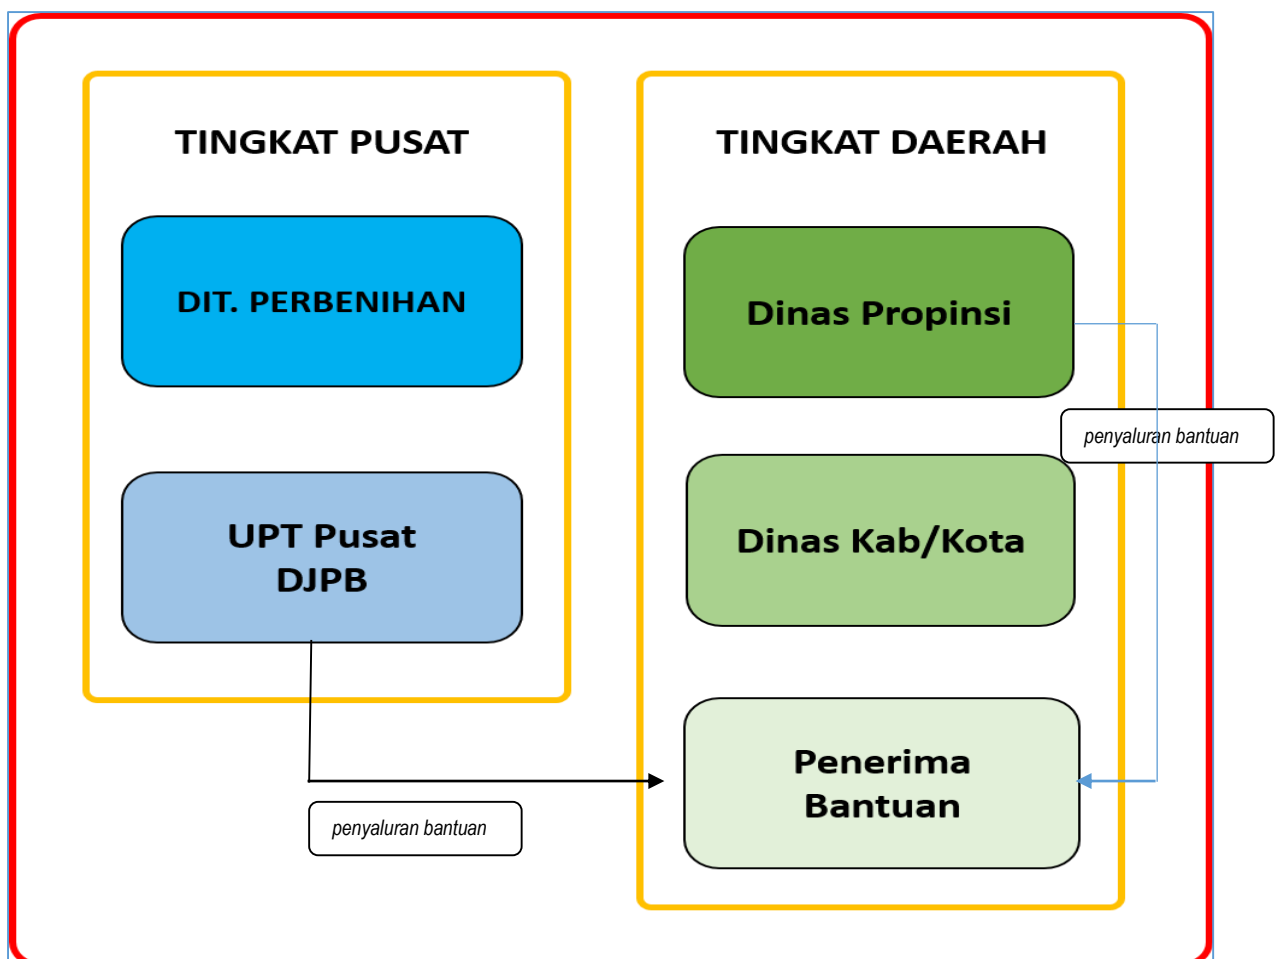 TINGKAT PUSAT
DIT. PERBENIHAN
UPT Pusat
DJPB
penyaluran bantuan
TINGKAT DAERAH
Dinas Propinsi
penyaluran bantuan
Dinas Kab/Kota
Penerima
Bantuan